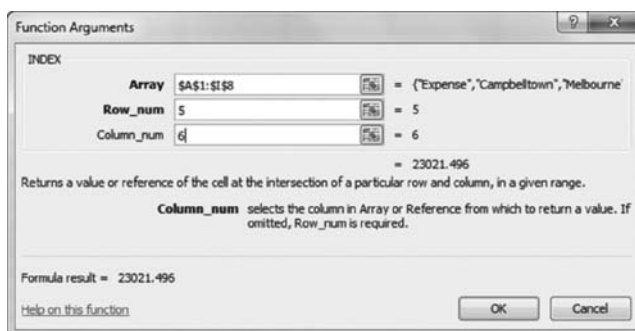 Function Arguments
INDEX
Array $A$1:$I$8 = {"Expense","Campbelltown","Melbourne"
Row_num 5 = 5
Column_num 6 = 6
= 23021.496
Returns a value or reference of the cell at the intersection of a particular row and column, in a given range.
Column_num selects the column in Array or Reference from which to return a value. If
omitted, Row_num is required.
Formula result = 23021.496
Help on this function OK Cancel